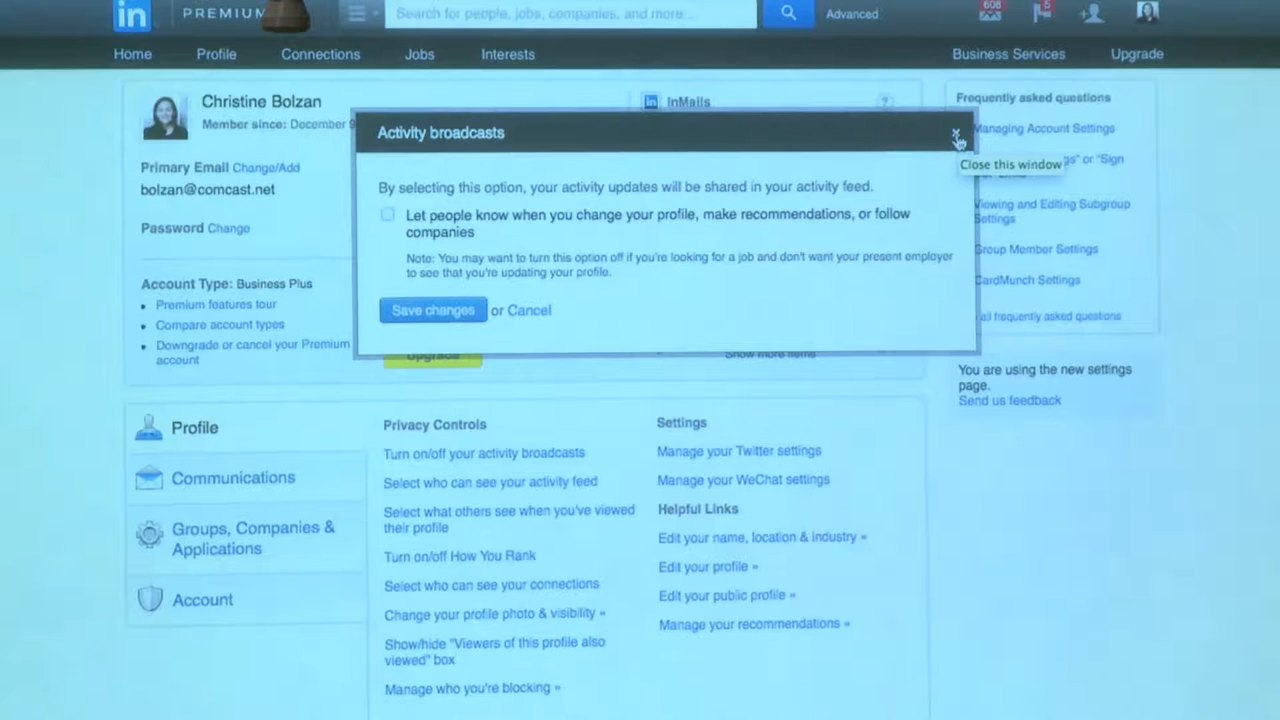 in PREMIUM
Search for people, jobs, companies, and more...
Advanced
608
5
Home Profile Connections Jobs Interests Business Services Upgrade
Christine Bolzan
Member since: December 9
Primary Email Change/Add
bolzan@comcast.net
Password Change
Account Type: Business Plus
Premium features tour
Compare account types
Downgrade or cancel your Premium
account
in InMails ?
Activity broadcasts
×
Close this window
By selecting this option, your activity updates will be shared in your activity feed.
Let people know when you change your profile, make recommendations, or follow
companies
Note: You may want to turn this option off if you're looking for a job and don't want your present employer
to see that you're updating your profile.
Save changes or Cancel
Upgrade
Show more items
Frequently asked questions
Managing Account Settings
gs" or "Sign
Viewing and Editing Subgroup
Settings
Group Member Settings
CardMunch Settings
all frequently asked questions
You are using the new settings
page.
Send us feedback
Profile
Communications
Groups, Companies &
Applications
Account
Privacy Controls
Turn on/off your activity broadcasts
Select who can see your activity feed
Select what others see when you've viewed
their profile
Turn on/off How You Rank
Select who can see your connections
Change your profile photo & visibility »
Show/hide "Viewers of this profile also
viewed" box
Manage who you're blocking »
Settings
Manage your Twitter settings
Manage your WeChat settings
Helpful Links
Edit your name, location & industry »
Edit your profile »
Edit your public profile »
Manage your recommendations »